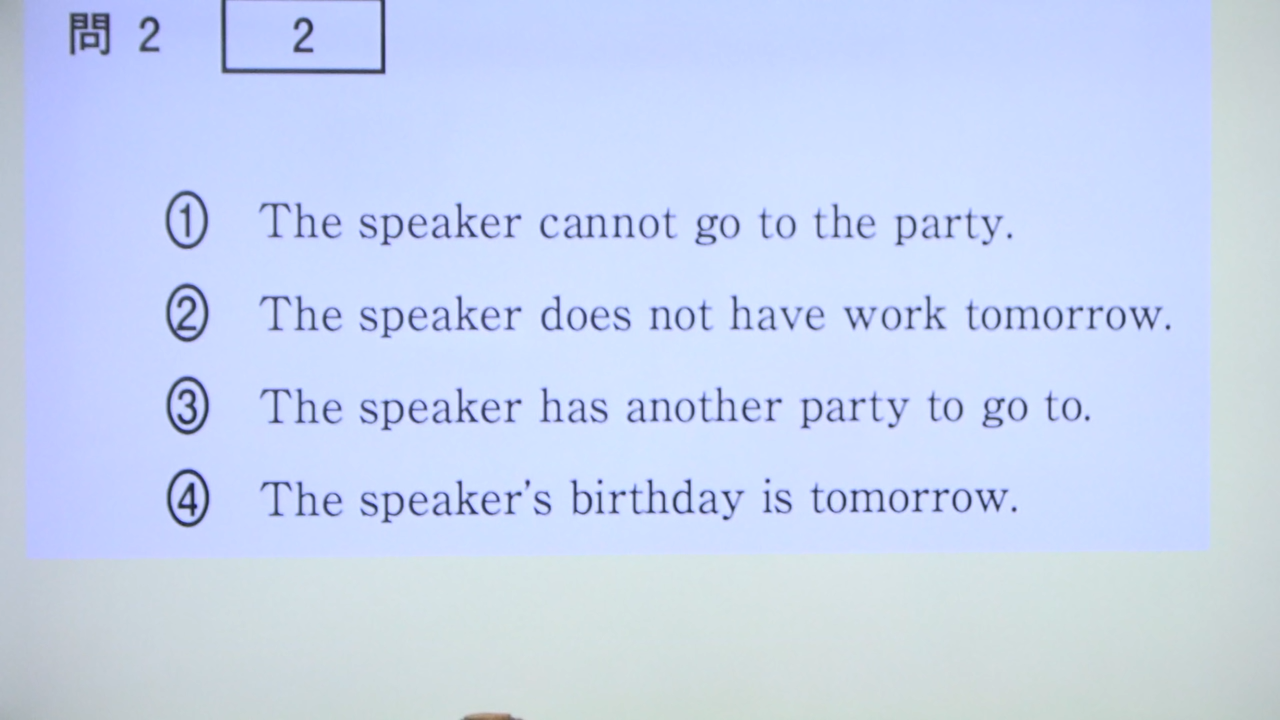 問 2 2
① The speaker cannot go to the party.
② The speaker does not have work tomorrow.
③ The speaker has another party to go to.
④ The speaker's birthday is tomorrow.